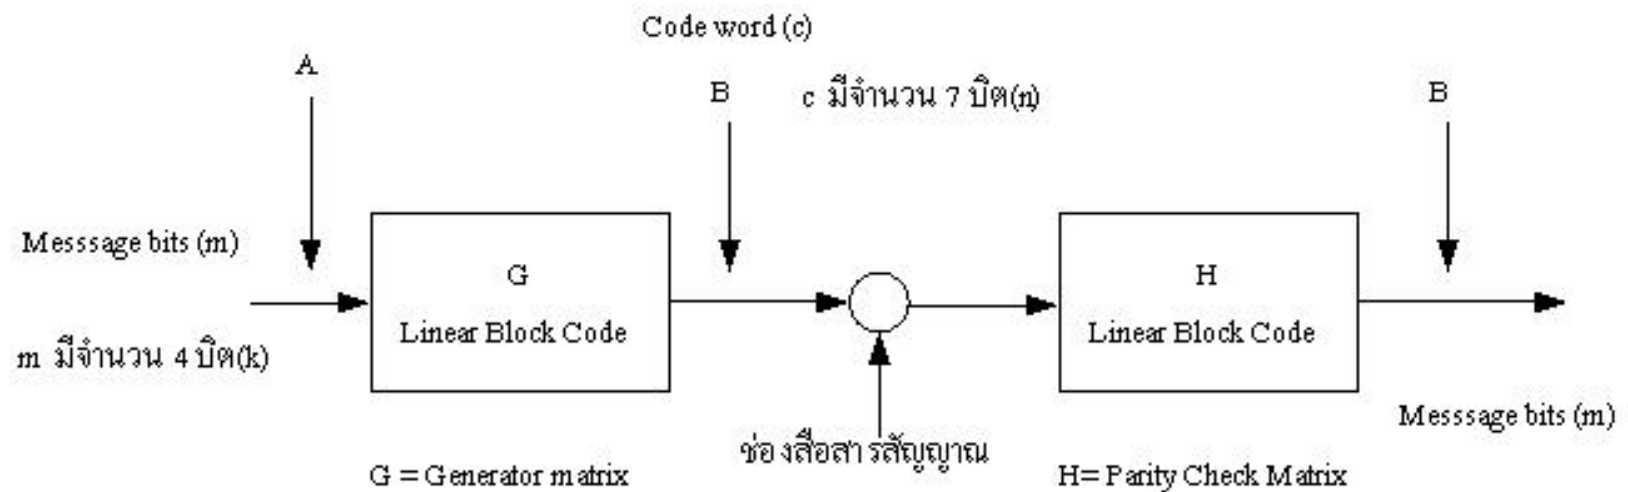 Code word (c)
A
B
c มีจำนวน 7 บิต(n)
B
Messsage bits (m)
G
Linear Block Code
H
Linear Block Code
m มีจำนวน 4 บิต(k)
Messsage bits (m)
ช่องสื่อสารสัญญาณ
G = Generator matrix
H= Parity Check Matrix